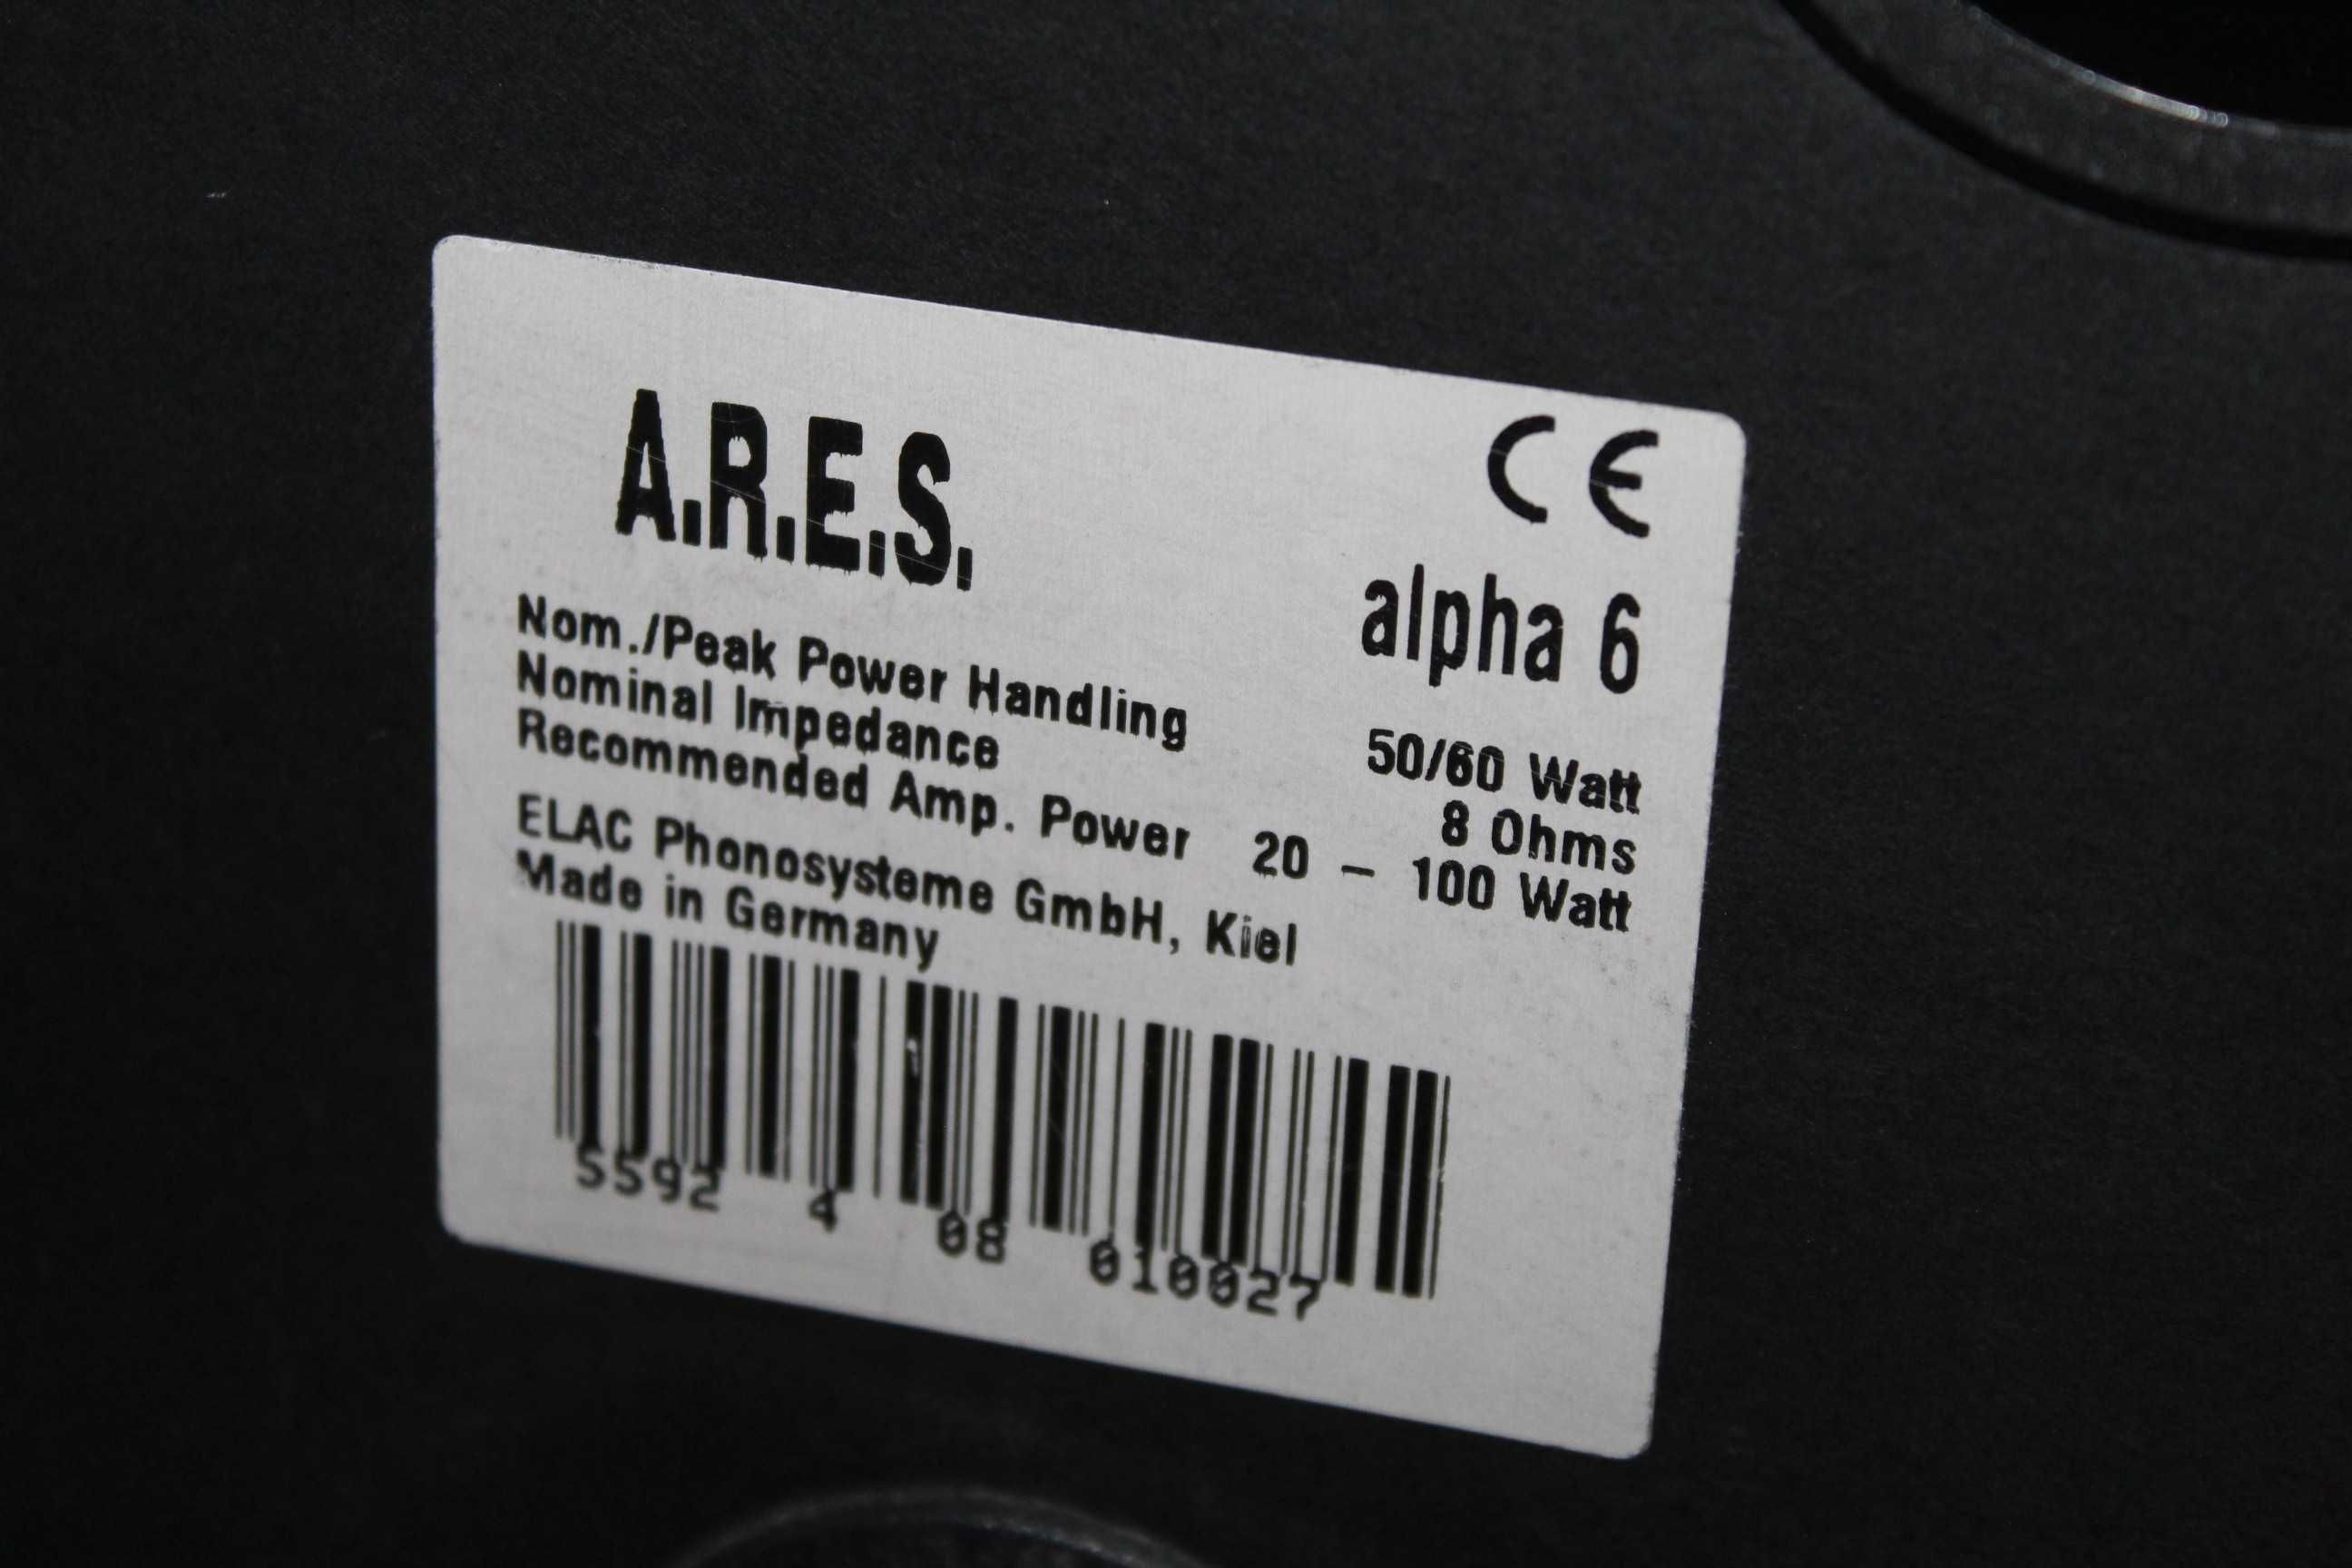 A.R.E.S.
CE
alpha 6
Nom./Peak Power Handling 50/60 Watt
Nominal Impedance 8 Ohms
Recommended Amp. Power 20 – 100 Watt
ELAC Phonosysteme GmbH, Kiel
Made in Germany
5592 4 08 010027